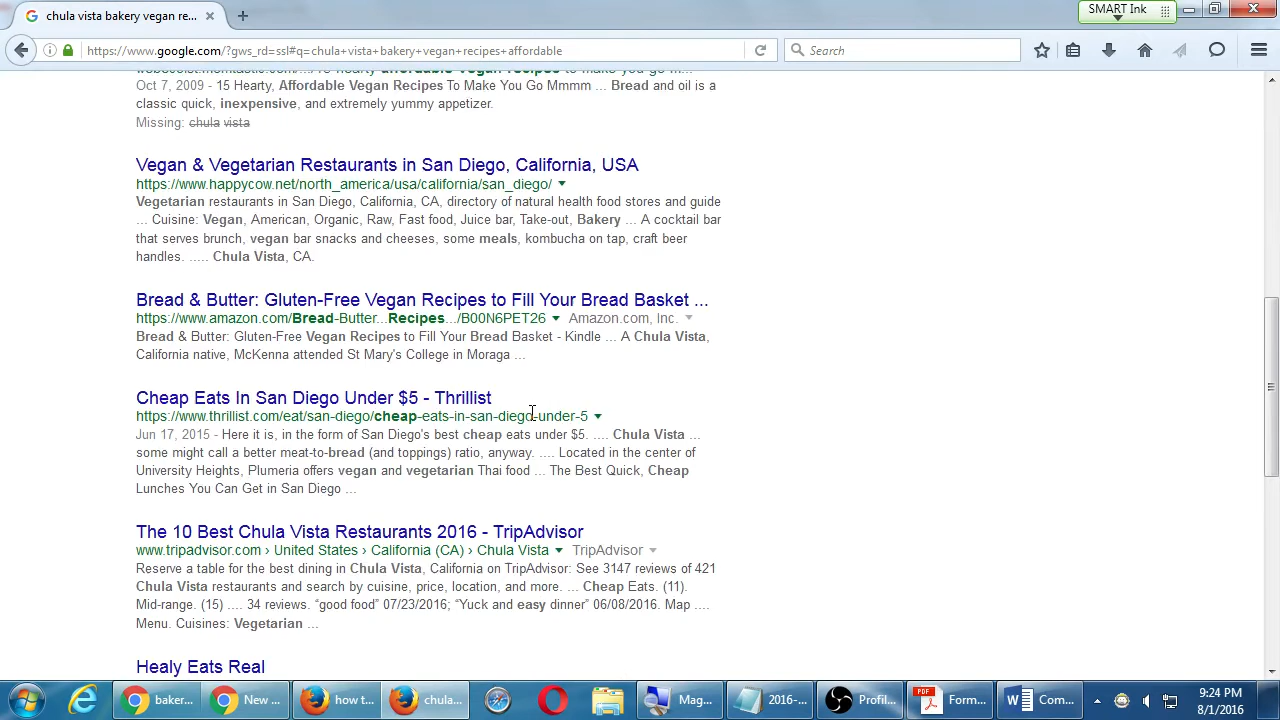 chula vista bakery vegan re...
SMART Ink
https://www.google.com/?gws_rd=ssl#q=chula+vista+bakery+vegan+recipes+affordable
Search
Oct 7, 2009 - 15 Hearty, Affordable Vegan Recipes To Make You Go Mmmm ... Bread and oil is a
classic quick, inexpensive, and extremely yummy appetizer.
Missing: chula vista
Vegan & Vegetarian Restaurants in San Diego, California, USA
https://www.happycow.net/north_america/usa/california/san_diego/
Vegetarian restaurants in San Diego, California, CA, directory of natural health food stores and guide
... Cuisine: Vegan, American, Organic, Raw, Fast food, Juice bar, Take-out, Bakery ... A cocktail bar
that serves brunch, vegan bar snacks and cheeses, some meals, kombucha on tap, craft beer
handles. ..... Chula Vista, CA.
Bread & Butter: Gluten-Free Vegan Recipes to Fill Your Bread Basket ...
https://www.amazon.com/Bread-Butter...Recipes.../B00N6PET26 Amazon.com, Inc.
Bread & Butter: Gluten-Free Vegan Recipes to Fill Your Bread Basket - Kindle ... A Chula Vista,
California native, McKenna attended St Mary's College in Moraga ...
Cheap Eats In San Diego Under $5 - Thrillist
https://www.thrillist.com/eat/san-diego/cheap-eats-in-san-diego-under-5
Jun 17, 2015 - Here it is, in the form of San Diego's best cheap eats under $5. .... Chula Vista ...
some might call a better meat-to-bread (and toppings) ratio, anyway. .... Located in the center of
University Heights, Plumeria offers vegan and vegetarian Thai food ... The Best Quick, Cheap
Lunches You Can Get in San Diego ...
The 10 Best Chula Vista Restaurants 2016 - TripAdvisor
www.tripadvisor.com › United States › California (CA) › Chula Vista TripAdvisor
Reserve a table for the best dining in Chula Vista, California on TripAdvisor: See 3147 reviews of 421
Chula Vista restaurants and search by cuisine, price, location, and more. ... Cheap Eats. (11).
Mid-range. (15) .... 34 reviews. “good food” 07/23/2016; “Yuck and easy dinner” 06/08/2016. Map ....
Menu. Cuisines: Vegetarian ...
Healy Eats Real
baker... New ... how t... chula... Mag... 2016-... Profil... PDF Form... Com...
9:24 PM
8/1/2016